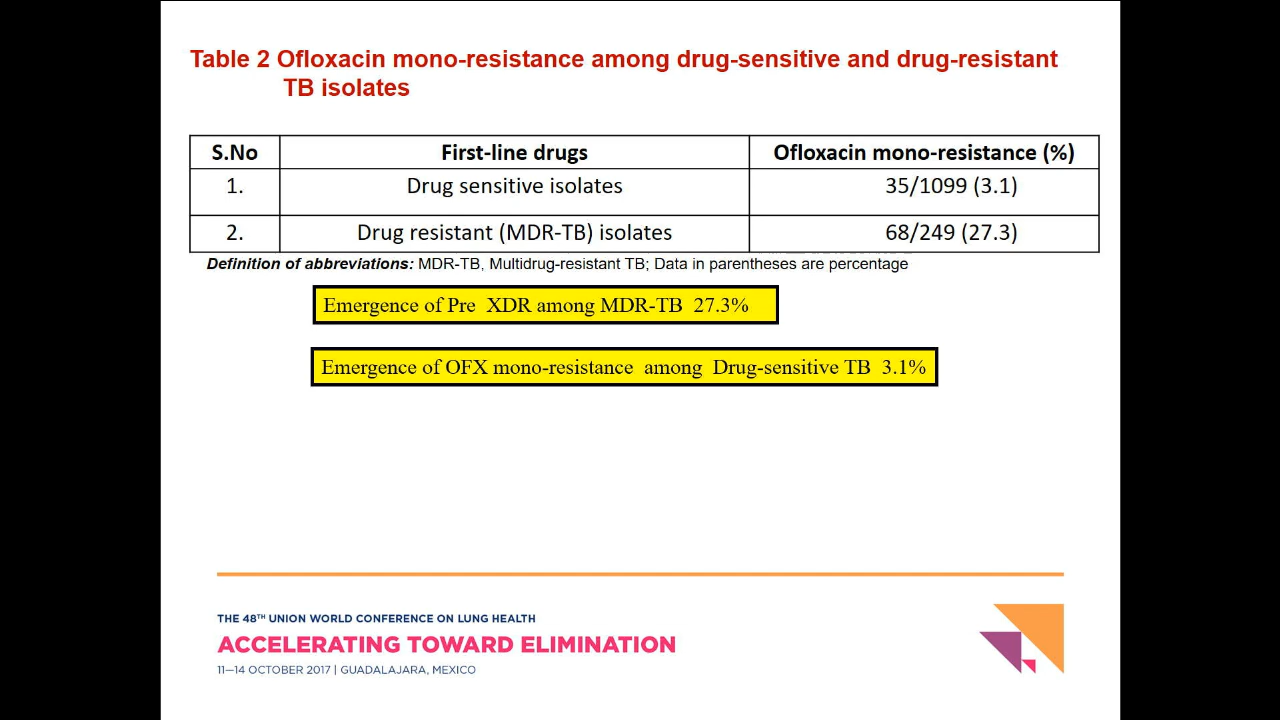 Table 2 Ofloxacin mono-resistance among drug-sensitive and drug-resistant
TB isolates
S.No First-line drugs Ofloxacin mono-resistance (%)
1. Drug sensitive isolates 35/1099 (3.1)
2. Drug resistant (MDR-TB) isolates 68/249 (27.3)
Definition of abbreviations: MDR-TB, Multidrug-resistant TB; Data in parentheses are percentage
Emergence of Pre XDR among MDR-TB 27.3%
Emergence of OFX mono-resistance among Drug-sensitive TB 3.1%
THE 48TH UNION WORLD CONFERENCE ON LUNG HEALTH
ACCELERATING TOWARD ELIMINATION
11—14 OCTOBER 2017 | GUADALAJARA, MEXICO